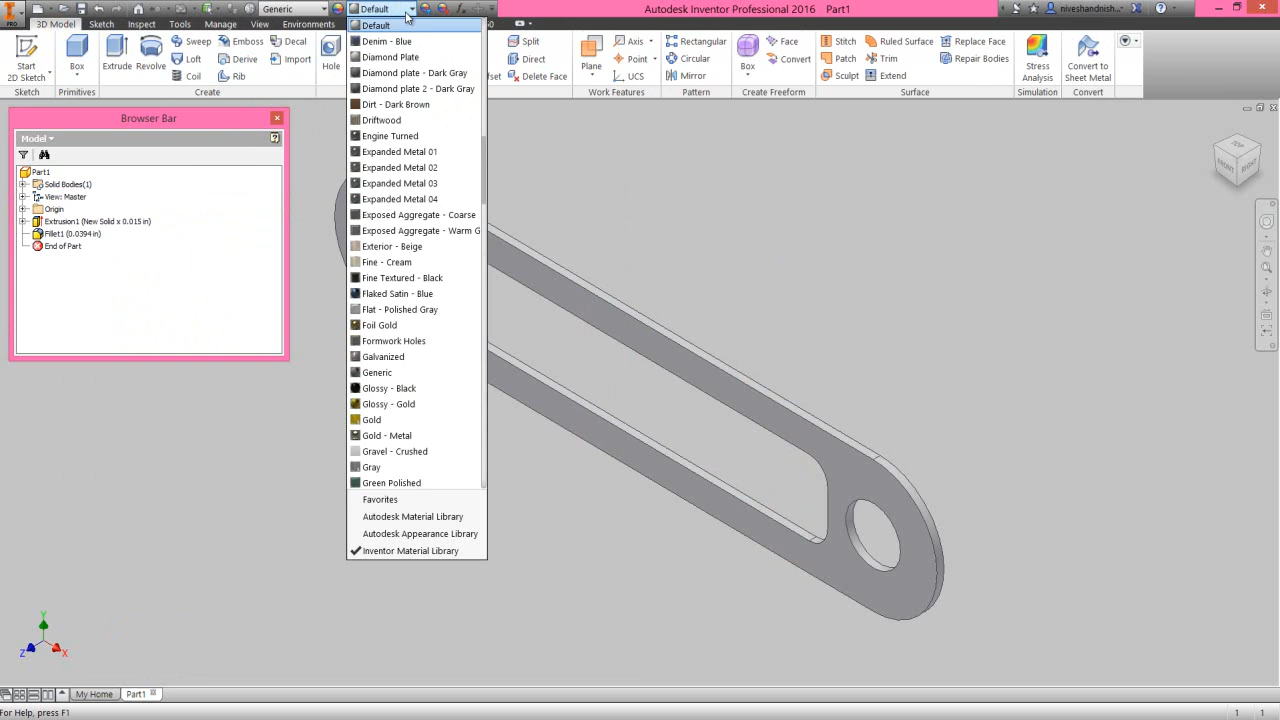 Generic
Default
Autodesk Inventor Professional 2016
Part1
niveshandnish...
PRO
3D Model
Sketch
Inspect
Tools
Manage
View
Environments
Start
2D Sketch
Box
Extrude
Revolve
Sweep
Loft
Coil
Emboss
Derive
Rib
Decal
Import
Hole
Split
Direct
Delete Face
Plane
Axis
Point
UCS
Rectangular
Circular
Mirror
Box
Face
Convert
Stitch
Patch
Sculpt
Ruled Surface
Trim
Extend
Replace Face
Repair Bodies
Stress
Analysis
Convert to
Sheet Metal
Sketch
Primitives
Create
Work Features
Pattern
Create Freeform
Surface
Simulation
Convert
Browser Bar
Model
Part1
Solid Bodies(1)
View: Master
Origin
Extrusion1 (New Solid x 0.015 in)
Fillet1 (0.0394 in)
End of Part
Default
Denim - Blue
Diamond Plate
Diamond plate - Dark Gray
Diamond plate 2 - Dark Gray
Dirt - Dark Brown
Driftwood
Engine Turned
Expanded Metal 01
Expanded Metal 02
Expanded Metal 03
Expanded Metal 04
Exposed Aggregate - Coarse
Exposed Aggregate - Warm G
Exterior - Beige
Fine - Cream
Fine Textured - Black
Flaked Satin - Blue
Flat - Polished Gray
Foil Gold
Formwork Holes
Galvanized
Generic
Glossy - Black
Glossy - Gold
Gold
Gold - Metal
Gravel - Crushed
Gray
Green Polished
Favorites
Autodesk Material Library
Autodesk Appearance Library
Inventor Material Library
TOP
FRONT
RIGHT
Y
Z
X
My Home
Part1
For Help, press F1
1
1